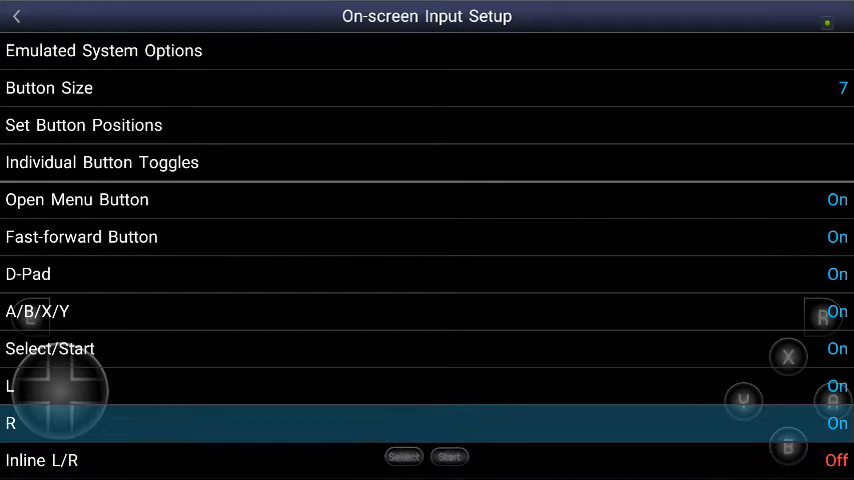 On-screen Input Setup
Emulated System Options
Button Size 7
Set Button Positions
Individual Button Toggles
Open Menu Button On
Fast-forward Button On
D-Pad On
A/B/X/Y On
L
R
Select/Start On
X
L On
Y
A
R On
B
Select Start
Inline L/R Off